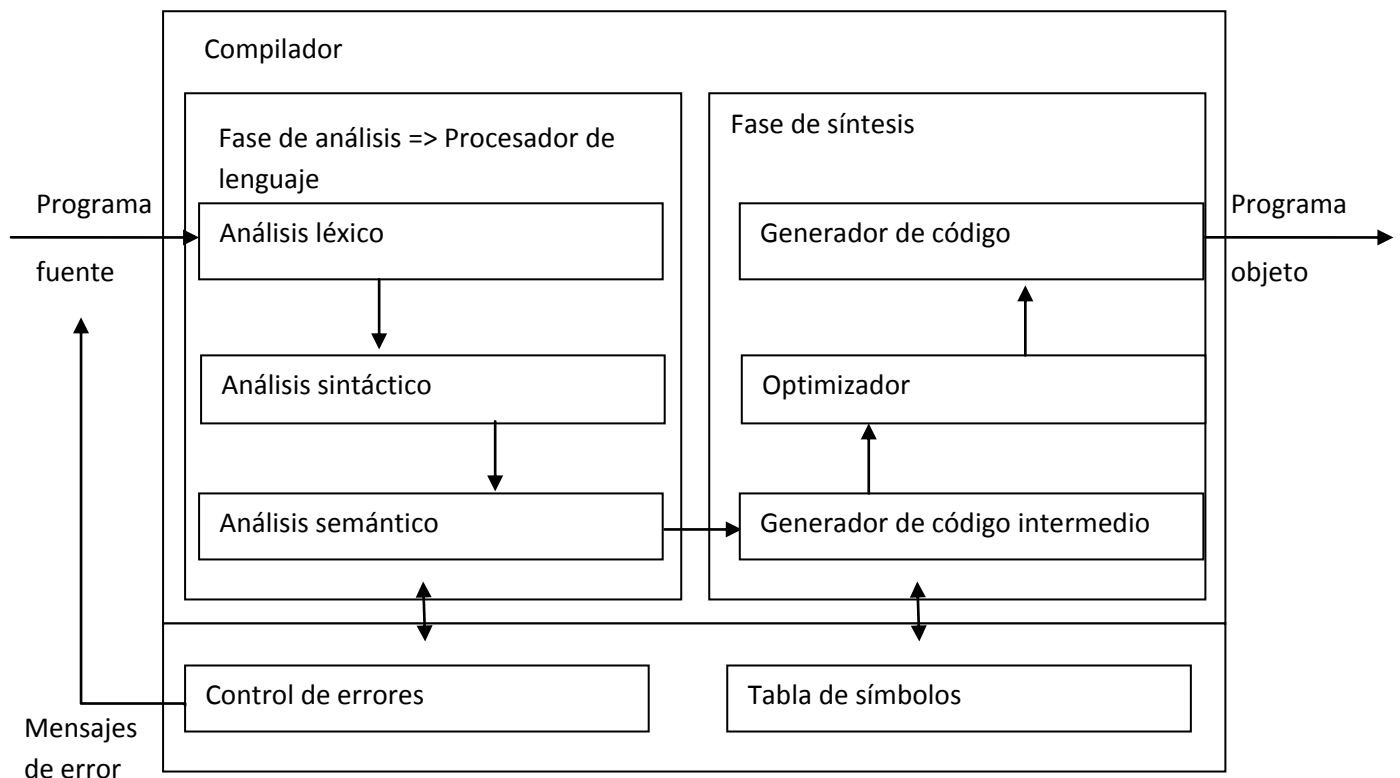 Compilador
Fase de análisis => Procesador de
lenguaje
Fase de síntesis
Programa
fuente
Análisis léxico
Generador de código
Programa
objeto
Análisis sintáctico
Optimizador
Análisis semántico
Generador de código intermedio
Control de errores
Tabla de símbolos
Mensajes
de error